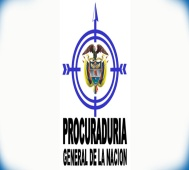 PROCURADURIA
GENERAL DE LA NACION